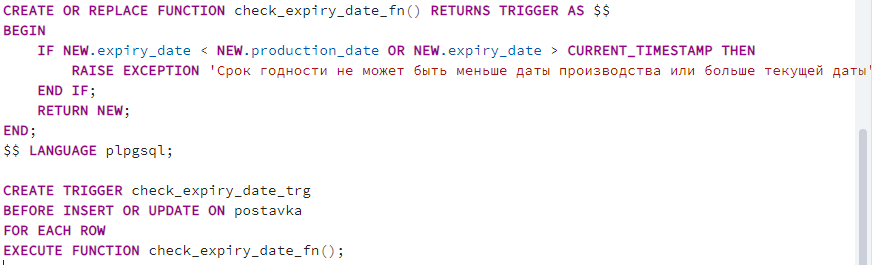 CREATE OR REPLACE FUNCTION check_expiry_date_fn() RETURNS TRIGGER AS $$
BEGIN
    IF NEW.expiry_date < NEW.production_date OR NEW.expiry_date > CURRENT_TIMESTAMP THEN
        RAISE EXCEPTION 'Срок годности не может быть меньше даты производства или больше текущей даты'
    END IF;
    RETURN NEW;
END;
$$ LANGUAGE plpgsql;

CREATE TRIGGER check_expiry_date_trg
BEFORE INSERT OR UPDATE ON postavka
FOR EACH ROW
EXECUTE FUNCTION check_expiry_date_fn();